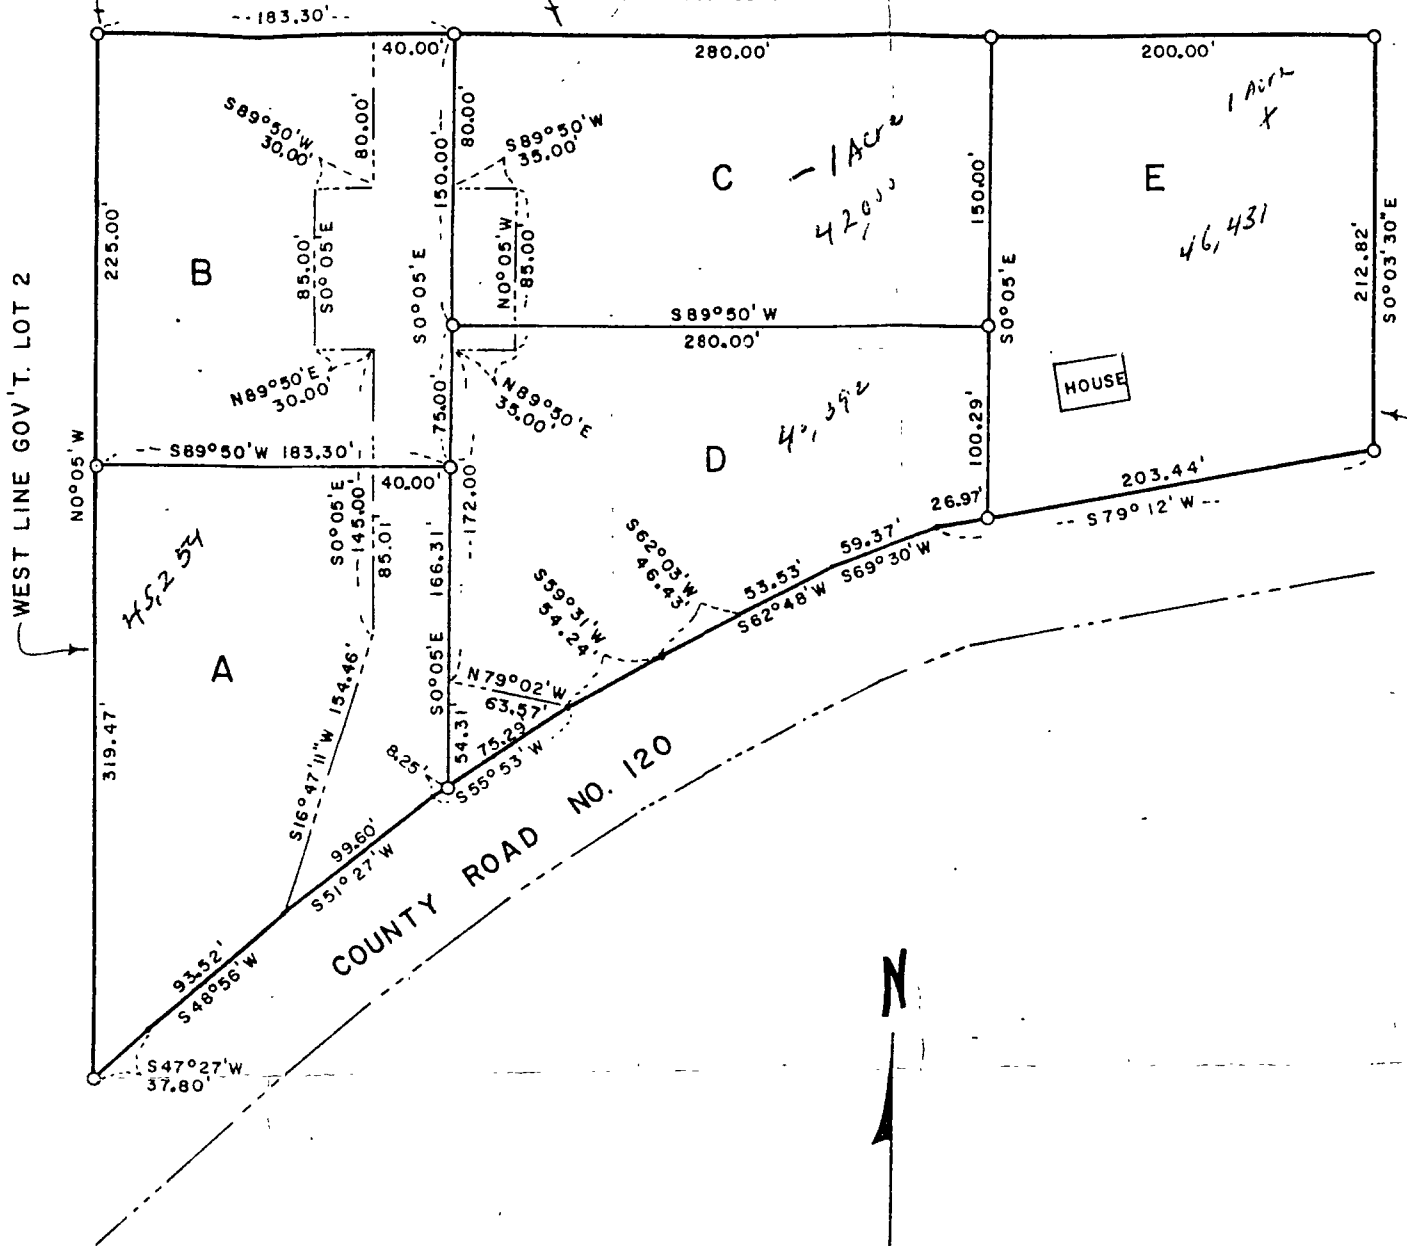 --183.30'--
40.00'
280.00'
200.00'
S89°50'W
30.00'
80.00'
150.00'
80.00'
S89°50'W
35.00'
C
- 1 Acre
42,000
150.00'
E
1 Acre
X
46,431
212.82'
S0°03'30"E
225.00'
B
85.00'
S0°05'E
S0°05'E
N0°05'W
85.00'
S89°50'W
280.00'
S0°05'E
HOUSE
WEST LINE GOV'T. LOT 2
N89°50'E
30.00'
75.00'
N89°50'E
35.00'
D
40,392
100.29'
N0°05'W
S89°50'W 183.30'
40.00'
S0°05'E
145.00'
85.01'
166.31'
--172.00
26.97'
203.44'
-- S79°12'W --
59.37'
S69°30'W
53.53'
S62°48'W
S62°03'W
46.43'
S59°31'W
54.24'
45,254
A
319.47'
S16°47'11"W 154.46'
S0°05'E
N79°02'W
63.57'
54.31'
75.29'
S55°53'W
8.25'
99.60'
S51°27'W
COUNTY ROAD NO. 120
93.52'
S48°56'W
N
S47°27'W
37.80'